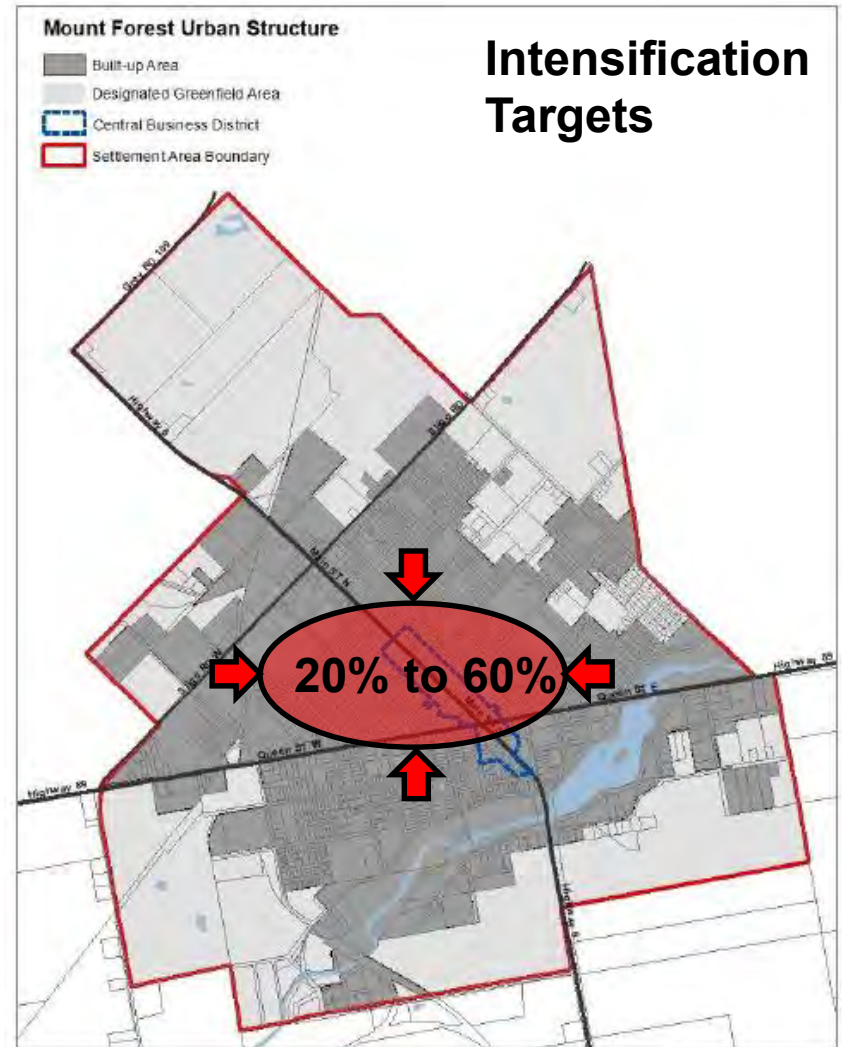 Mount Forest Urban Structure
Intensification
Targets
Built-up Area
Designated Greenfield Area
Central Business District
Settlement Area Boundary
Highway 6
Main ST N
20% to 60%
Highway 89
Queen ST E
Queen ST W
Highway 89
Highway 6